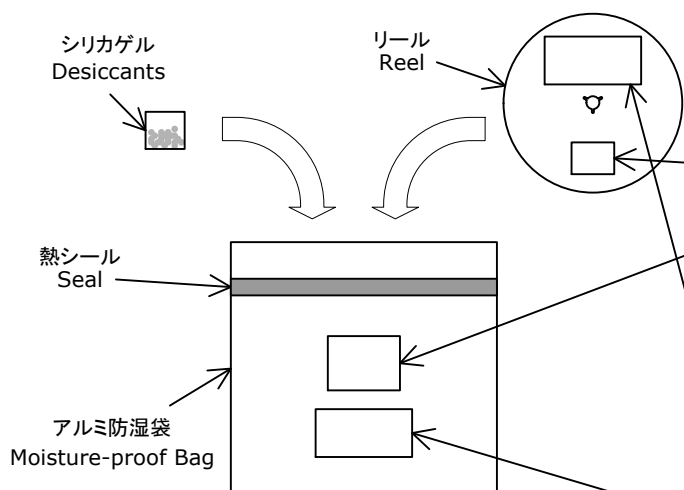 シリカゲル
Desiccants
リール
Reel
熱シール
Seal
アルミ防湿袋
Moisture-proof Bag